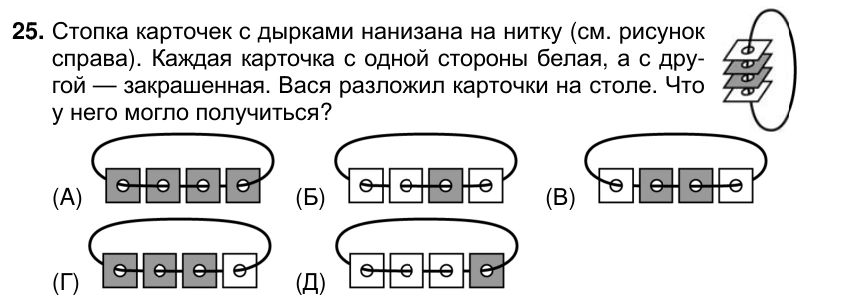 25. Стопка карточек с дырками нанизана на нитку (см. рисунок
справа). Каждая карточка с одной стороны белая, а с дру-
гой — закрашенная. Вася разложил карточки на столе. Что
у него могло получиться?
(А) (Б) (В)
(Г) (Д)